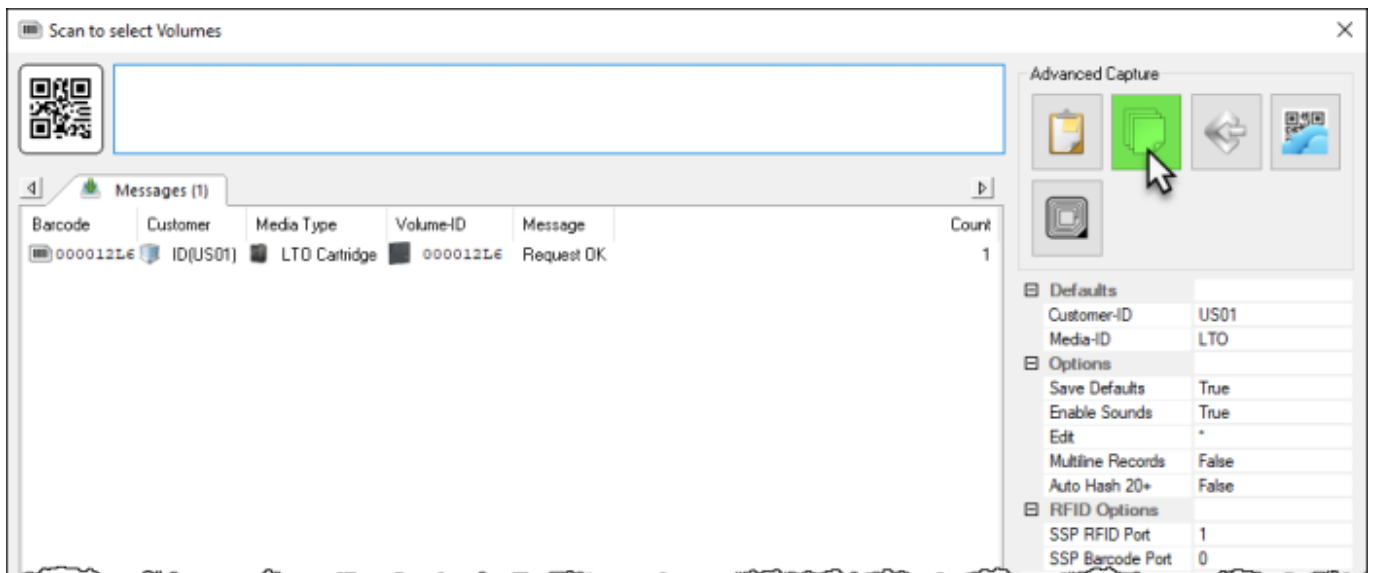 Scan to select Volumes
Advanced Capture
Messages (1)
Barcode Customer Media Type Volume-ID Message Count
000012L6 ID(US01) LTO Cartridge 000012L6 Request OK 1
Defaults
Customer-ID US01
Media-ID LTO
Options
Save Defaults True
Enable Sounds True
Edit *
Multiline Records False
Auto Hash 20+ False
RFID Options
SSP RFID Port 1
SSP Barcode Port 0